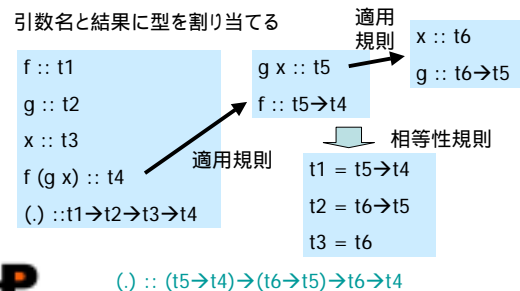 引数名と結果に型を割り当てる
f :: t1
g :: t2
x :: t3
f (g x) :: t4
(.) ::t1→t2→t3→t4
適用規則
g x :: t5
f :: t5→t4
適用
規則
x :: t6
g :: t6→t5
相等性規則
t1 = t5→t4
t2 = t6→t5
t3 = t6
(.) :: (t5→t4)→(t6→t5)→t6→t4